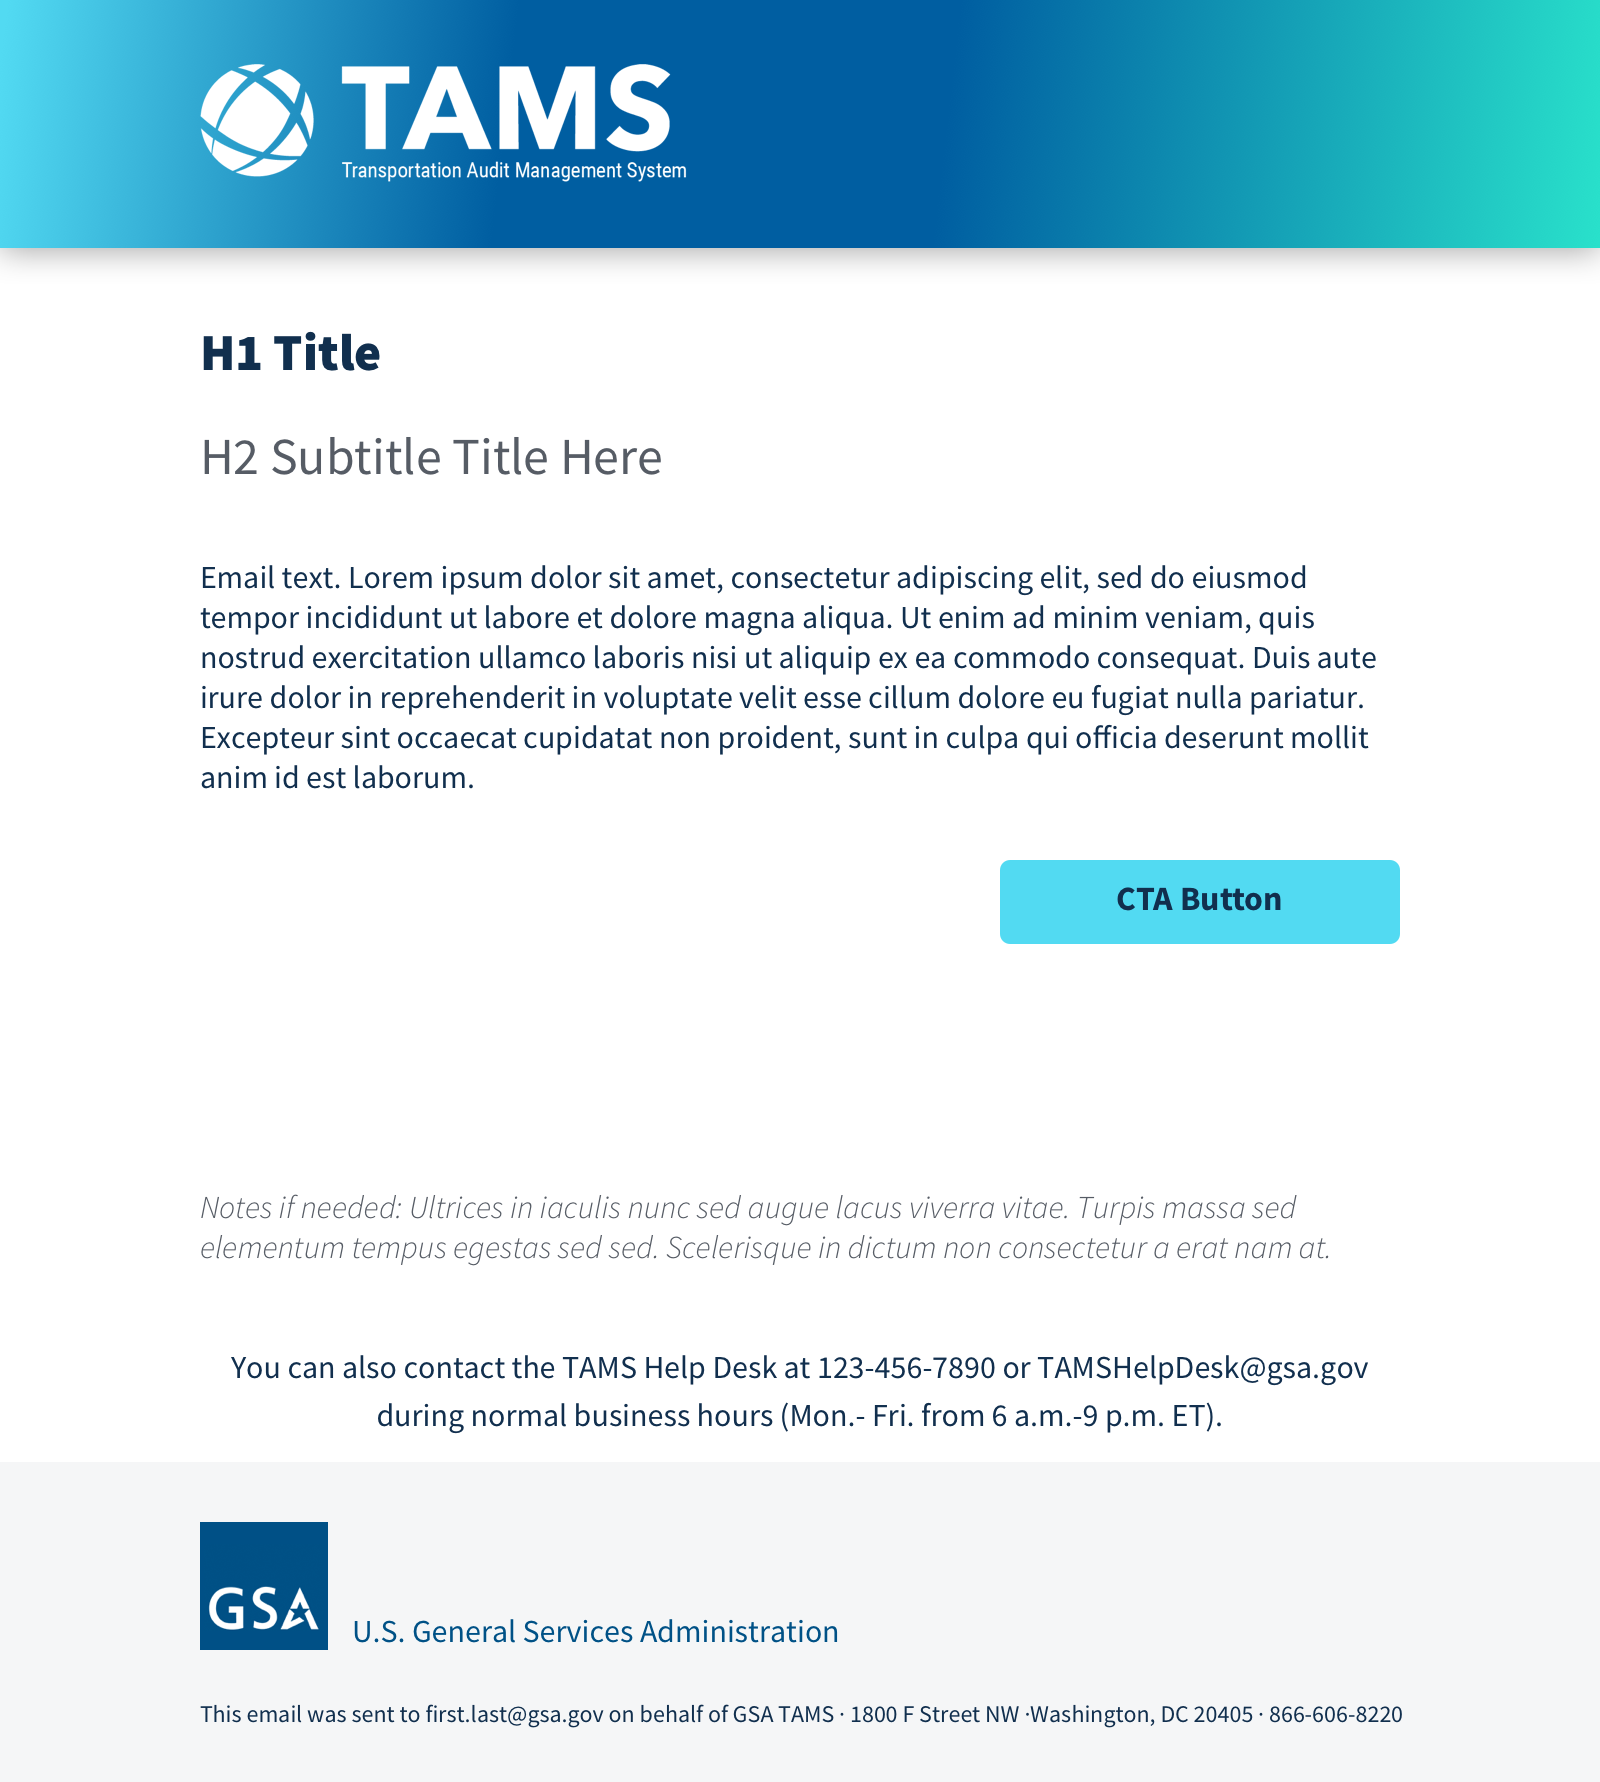 TAMS
Transportation Audit Management System
H1 Title
H2 Subtitle Title Here
Email text. Lorem ipsum dolor sit amet, consectetur adipiscing elit, sed do eiusmod
tempor incididunt ut labore et dolore magna aliqua. Ut enim ad minim veniam, quis
nostrud exercitation ullamco laboris nisi ut aliquip ex ea commodo consequat. Duis aute
irure dolor in reprehenderit in voluptate velit esse cillum dolore eu fugiat nulla pariatur.
Excepteur sint occaecat cupidatat non proident, sunt in culpa qui officia deserunt mollit
anim id est laborum.
CTA Button
Notes if needed: Ultrices in iaculis nunc sed augue lacus viverra vitae. Turpis massa sed
elementum tempus egestas sed sed. Scelerisque in dictum non consectetur a erat nam at.
You can also contact the TAMS Help Desk at 123-456-7890 or TAMSHelpDesk@gsa.gov
during normal business hours (Mon.- Fri. from 6 a.m.-9 p.m. ET).
GSA
U.S. General Services Administration
This email was sent to first.last@gsa.gov on behalf of GSA TAMS · 1800 F Street NW ·Washington, DC 20405 · 866-606-8220